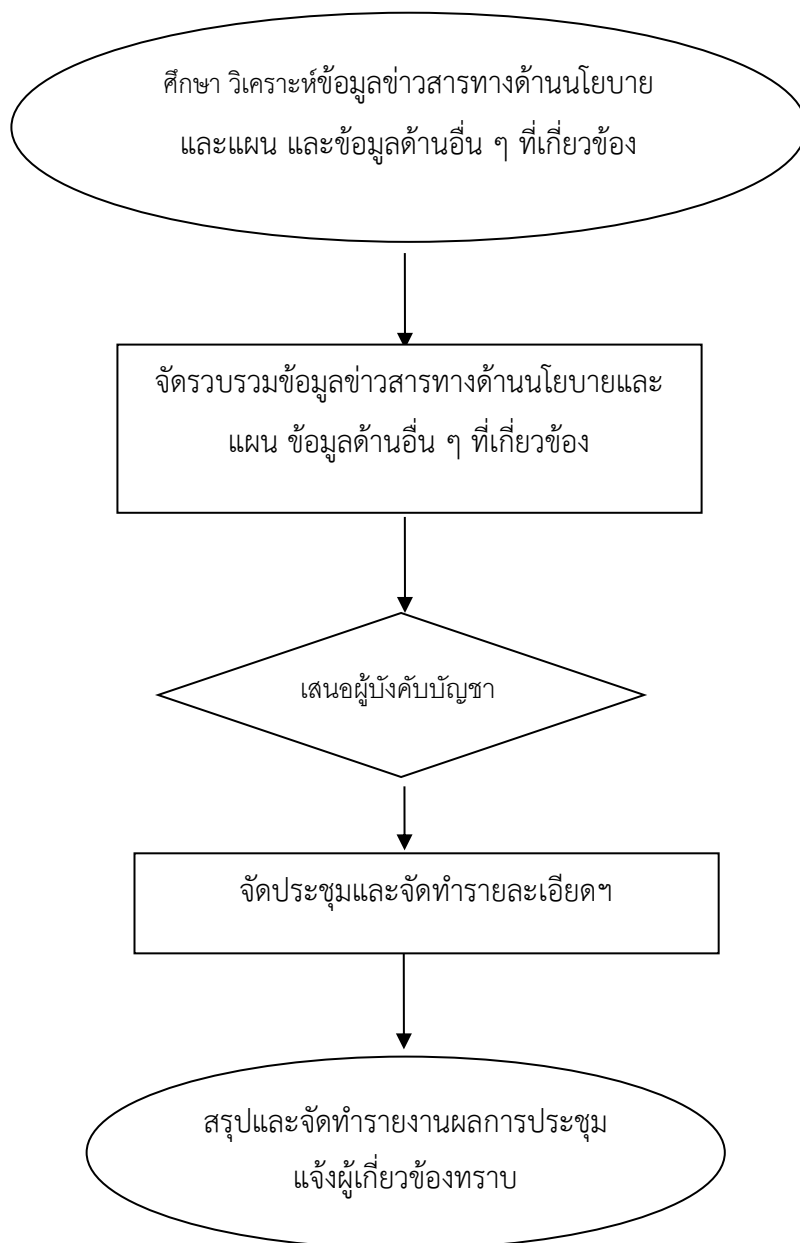 ศึกษา วิเคราะห์ข้อมูลข่าวสารทางด้านนโยบาย
และแผน และข้อมูลด้านอื่น ๆ ที่เกี่ยวข้อง
จัดรวบรวมข้อมูลข่าวสารทางด้านนโยบายและ
แผน ข้อมูลด้านอื่น ๆ ที่เกี่ยวข้อง
เสนอผู้บังคับบัญชา
จัดประชุมและจัดทำรายละเอียดฯ
สรุปและจัดทำรายงานผลการประชุม
แจ้งผู้เกี่ยวข้องทราบ